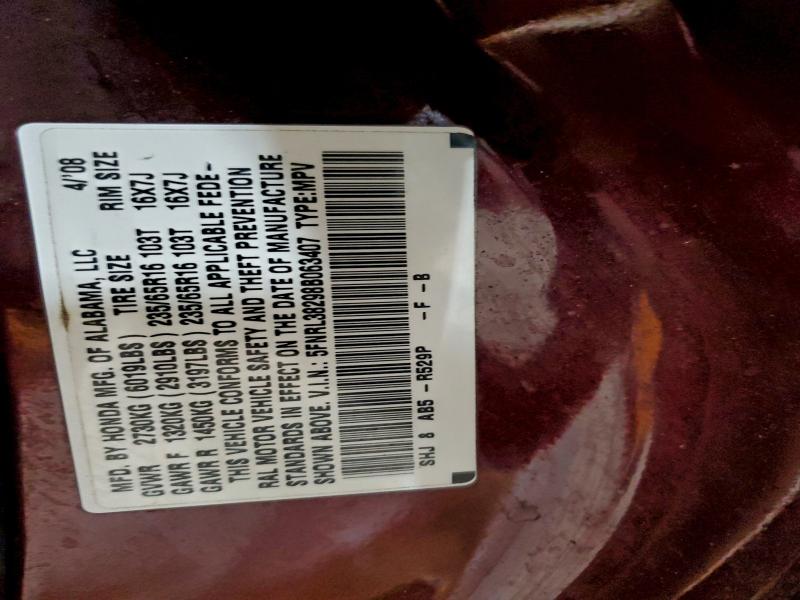 MFD. BY HONDA MFG. OF ALABAMA, LLC 4/'08
GVWR 2730KG (6019LBS) TIRE SIZE RIM SIZE
GAWR F 1320KG (2910LBS) 235/65R16 103T 16X7J
GAWR R 1450KG (3197LBS) 235/65R16 103T 16X7J
THIS VEHICLE CONFORMS TO ALL APPLICABLE FEDE-
RAL MOTOR VEHICLE SAFETY AND THEFT PREVENTION
STANDARDS IN EFFECT ON THE DATE OF MANUFACTURE
SHOWN ABOVE. V.I.N.: 5FNRL38298B063407 TYPE:MPV
SHJ 8 AB5 - R529P - F - B